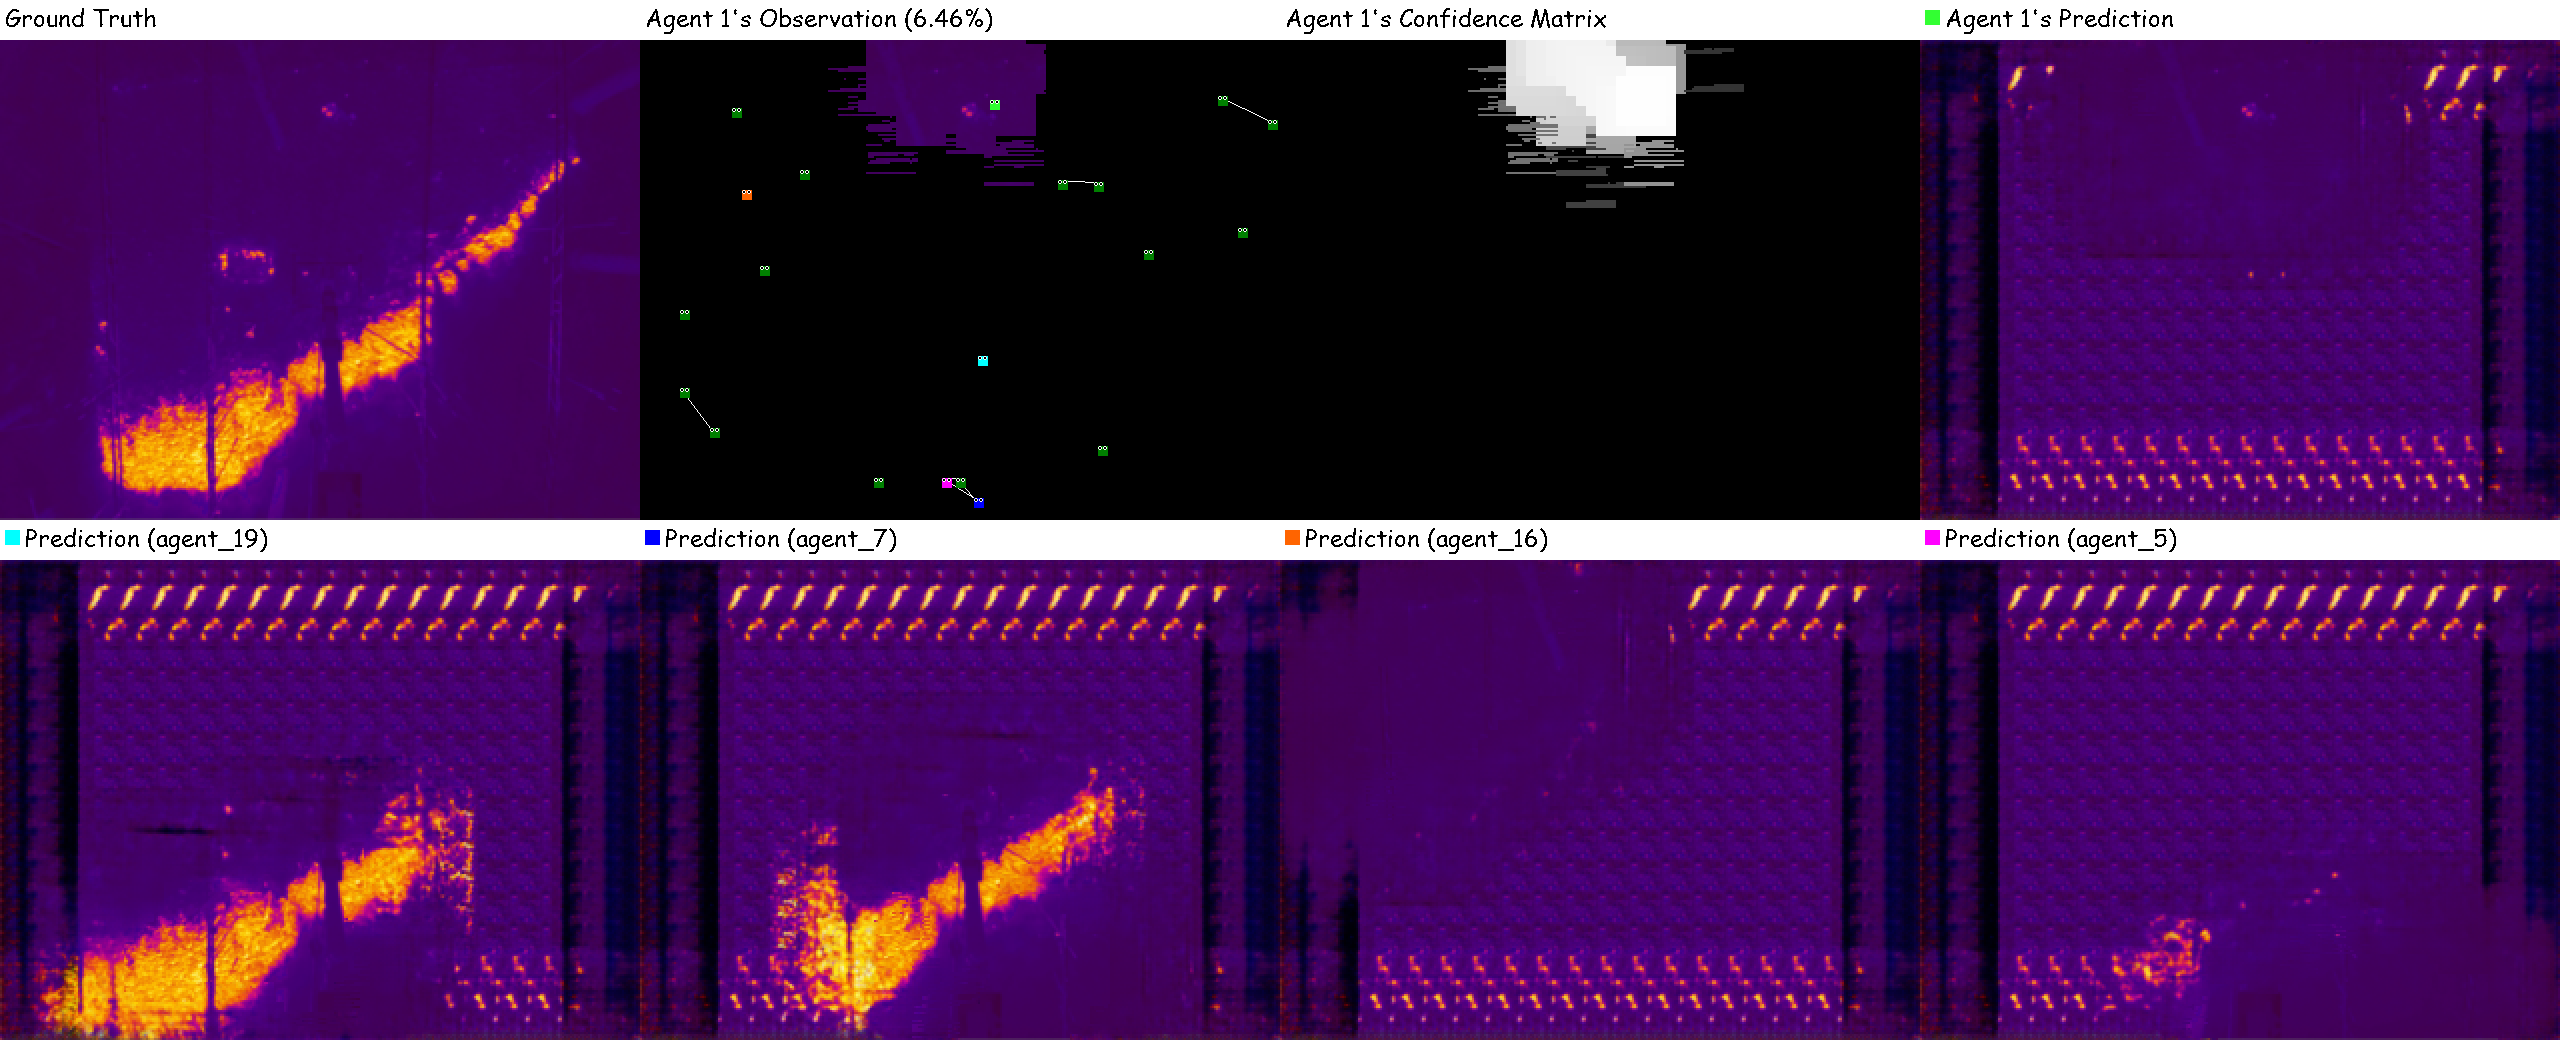 Ground Truth
Agent 1's Observation (6.46%)
Agent 1's Confidence Matrix
Agent 1's Prediction
Prediction (agent_19)
Prediction (agent_7)
Prediction (agent_16)
Prediction (agent_5)